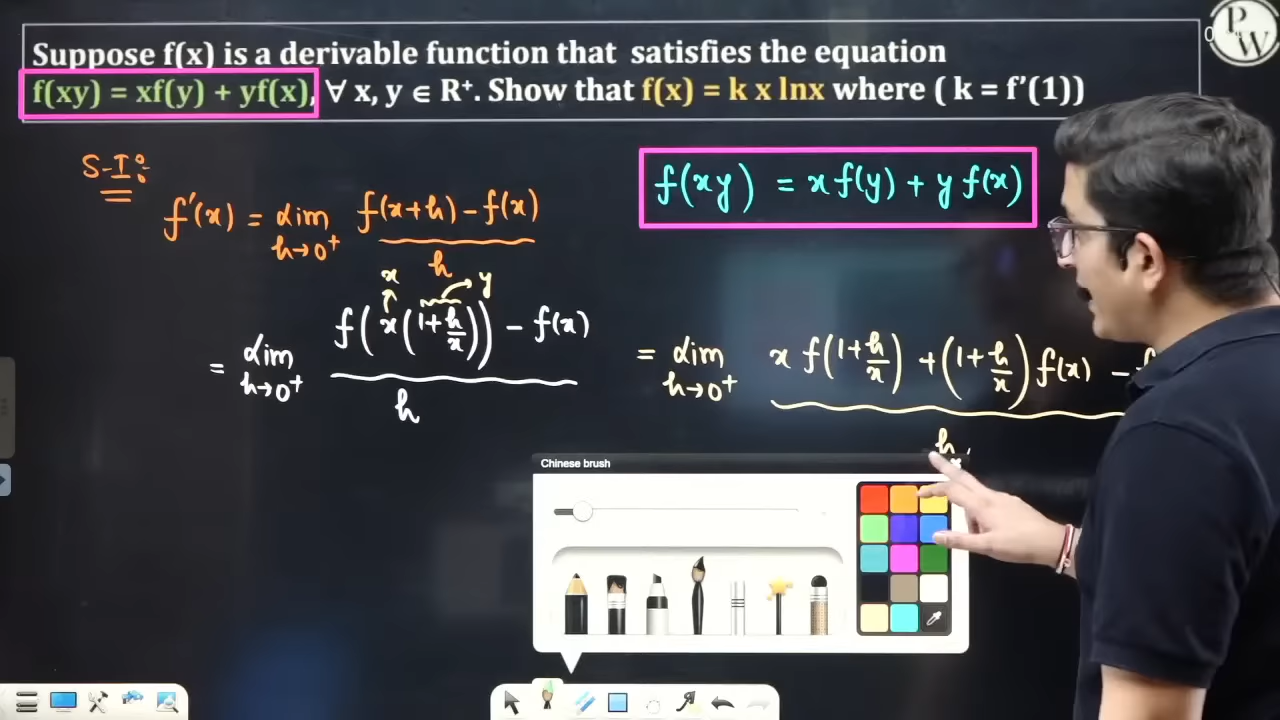 Suppose f(x) is a derivable function that satisfies the equation
f(xy) = xf(y) + yf(x), ∀ x, y ∈ R⁺. Show that f(x) = k x lnx where ( k = f′(1))
PW
S-I:
f'(x) = lim h→0⁺ f(x+h) - f(x) / h
f(xy) = x f(y) + y f(x)
x y
= lim h→0⁺ f(x(1+h/x)) - f(x) / h
= lim h→0⁺ x f(1+h/x) + (1+h/x) f(x) - / h
Chinese brush